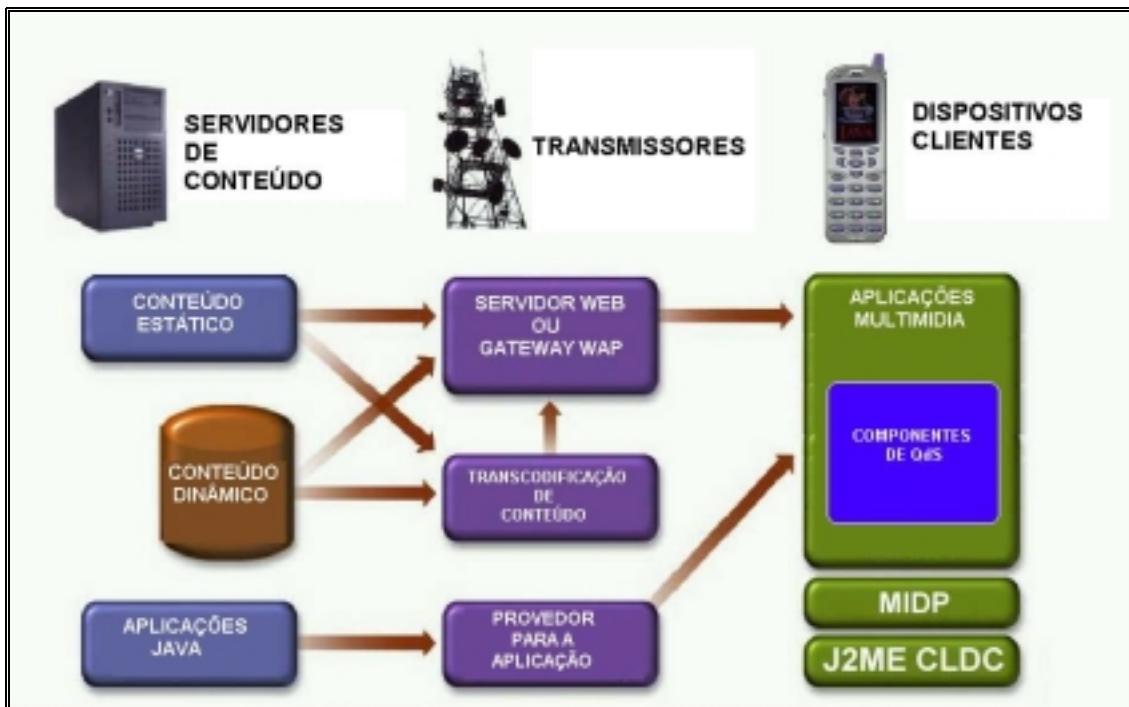 SERVIDORES
DE
CONTEÚDO
TRANSMISSORES
DISPOSITIVOS
CLIENTES
CONTEÚDO
ESTÁTICO
SERVIDOR WEB
OU
GATEWAY WAP
APLICAÇÕES
MULTIMIDIA
COMPONENTES
DE QdS
CONTEÚDO
DINÂMICO
TRANSCODIFICAÇÃO
DE
CONTEÚDO
APLICAÇÕES
JAVA
PROVEDOR
PARA A
APLICAÇÃO
MIDP
J2ME CLDC
JAVA